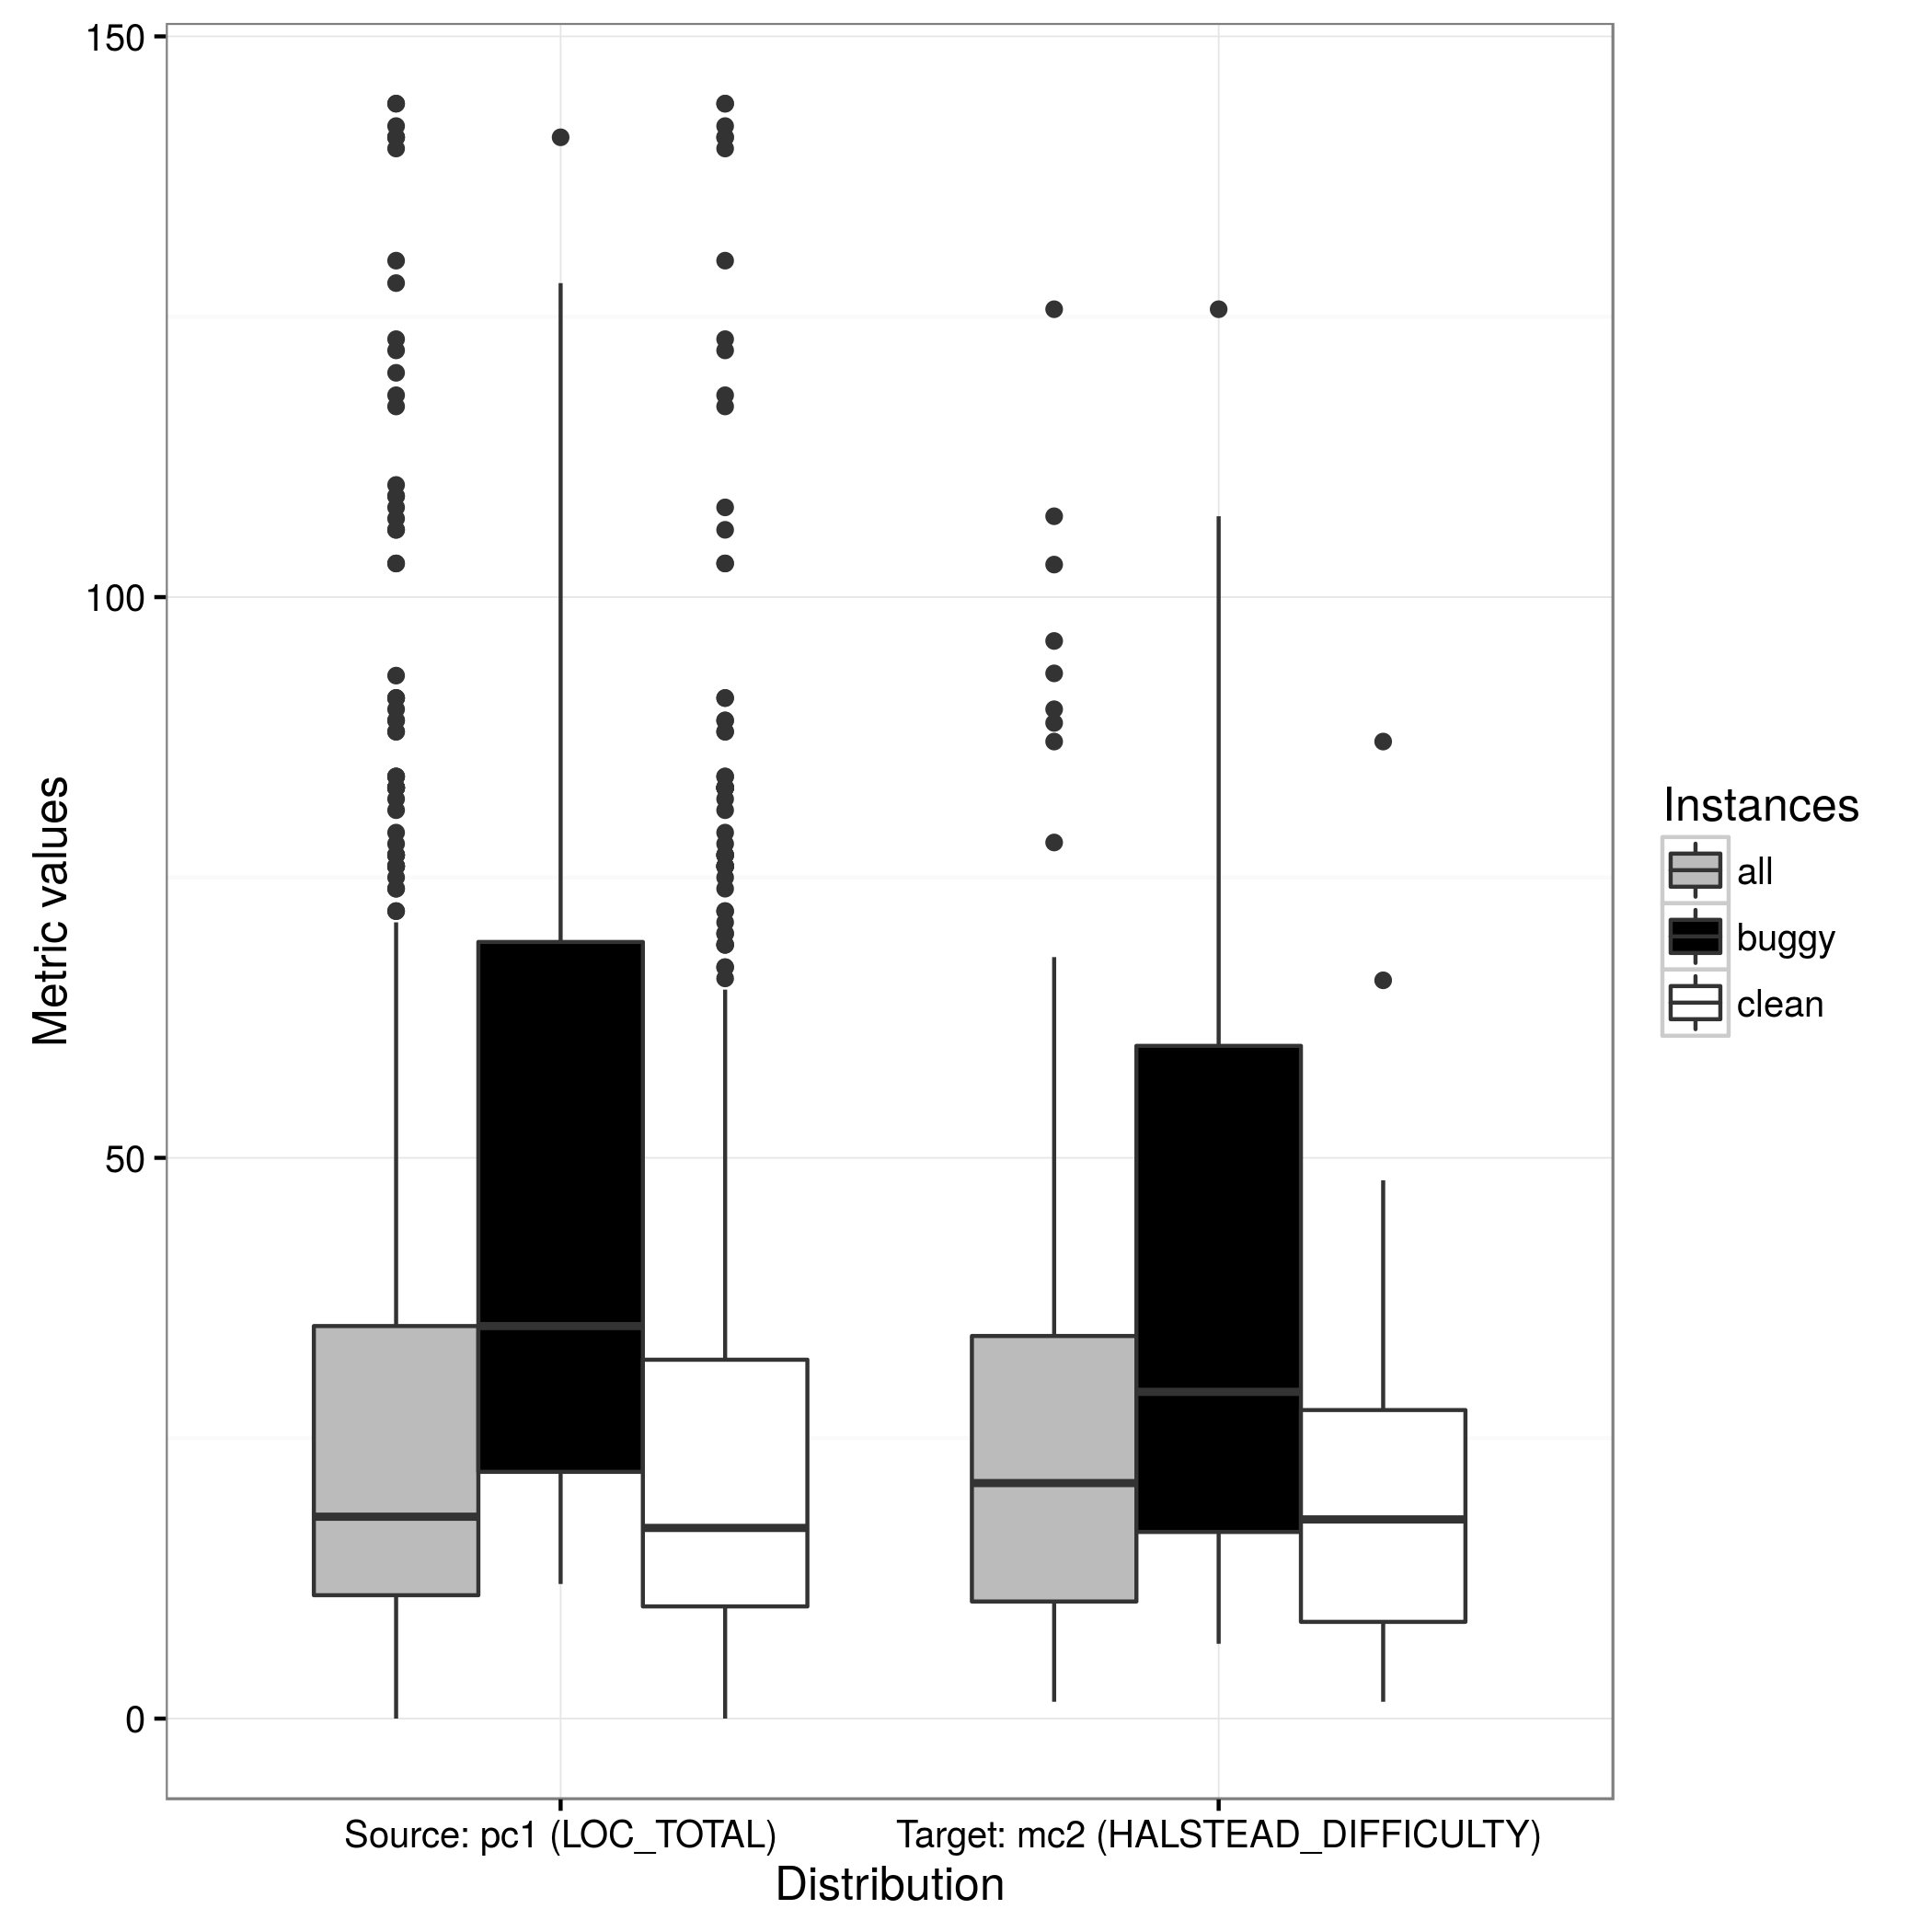 150
100
50
0
Metric values
Source: pc1 (LOC_TOTAL)
Target: mc2 (HALSTEAD_DIFFICULTY)
Distribution
Instances
all
buggy
clean